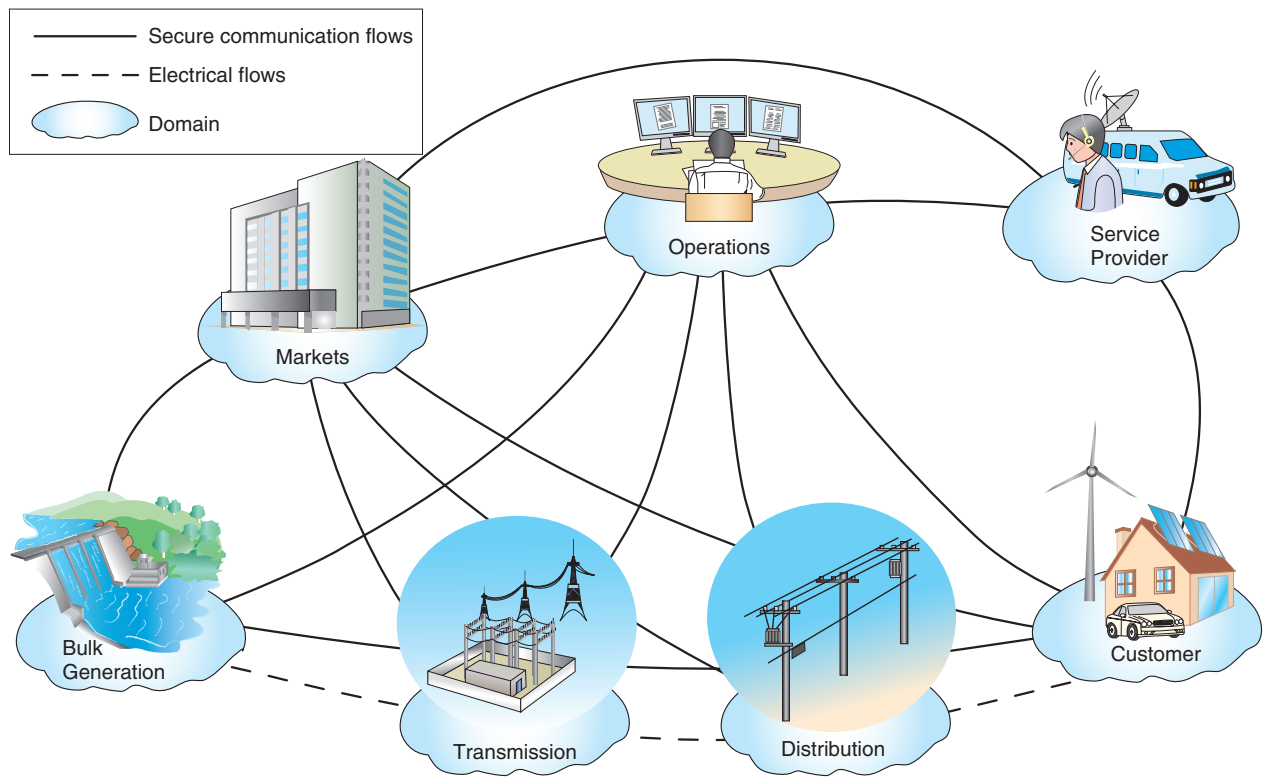 Secure communication flows
Electrical flows
Domain
Operations
Service
Provider
Markets
Bulk
Generation
Customer
Transmission
Distribution